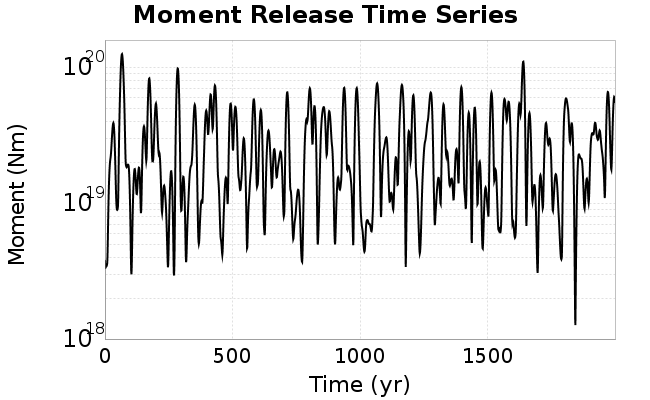 Moment Release Time Series
Moment (Nm)
10^20
10^19
10^18
0 500 1000 1500
Time (yr)